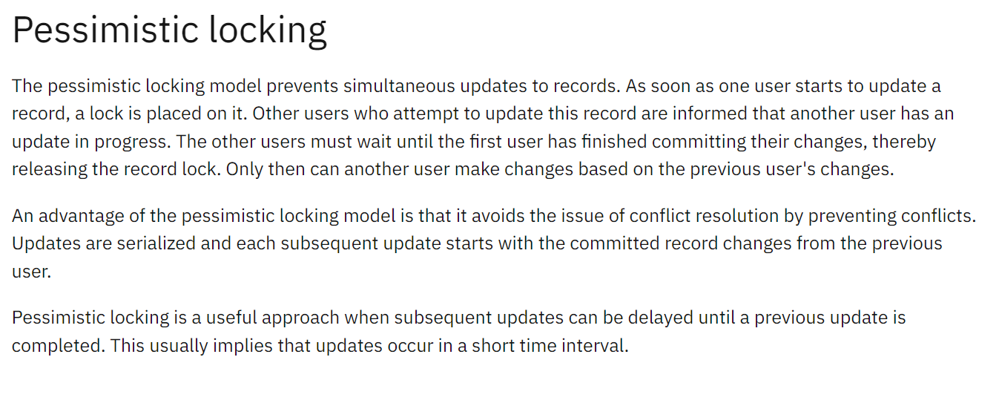 Pessimistic locking
The pessimistic locking model prevents simultaneous updates to records. As soon as one user starts to update a
record, a lock is placed on it. Other users who attempt to update this record are informed that another user has an
update in progress. The other users must wait until the first user has finished committing their changes, thereby
releasing the record lock. Only then can another user make changes based on the previous user's changes.
An advantage of the pessimistic locking model is that it avoids the issue of conflict resolution by preventing conflicts.
Updates are serialized and each subsequent update starts with the committed record changes from the previous
user.
Pessimistic locking is a useful approach when subsequent updates can be delayed until a previous update is
completed. This usually implies that updates occur in a short time interval.